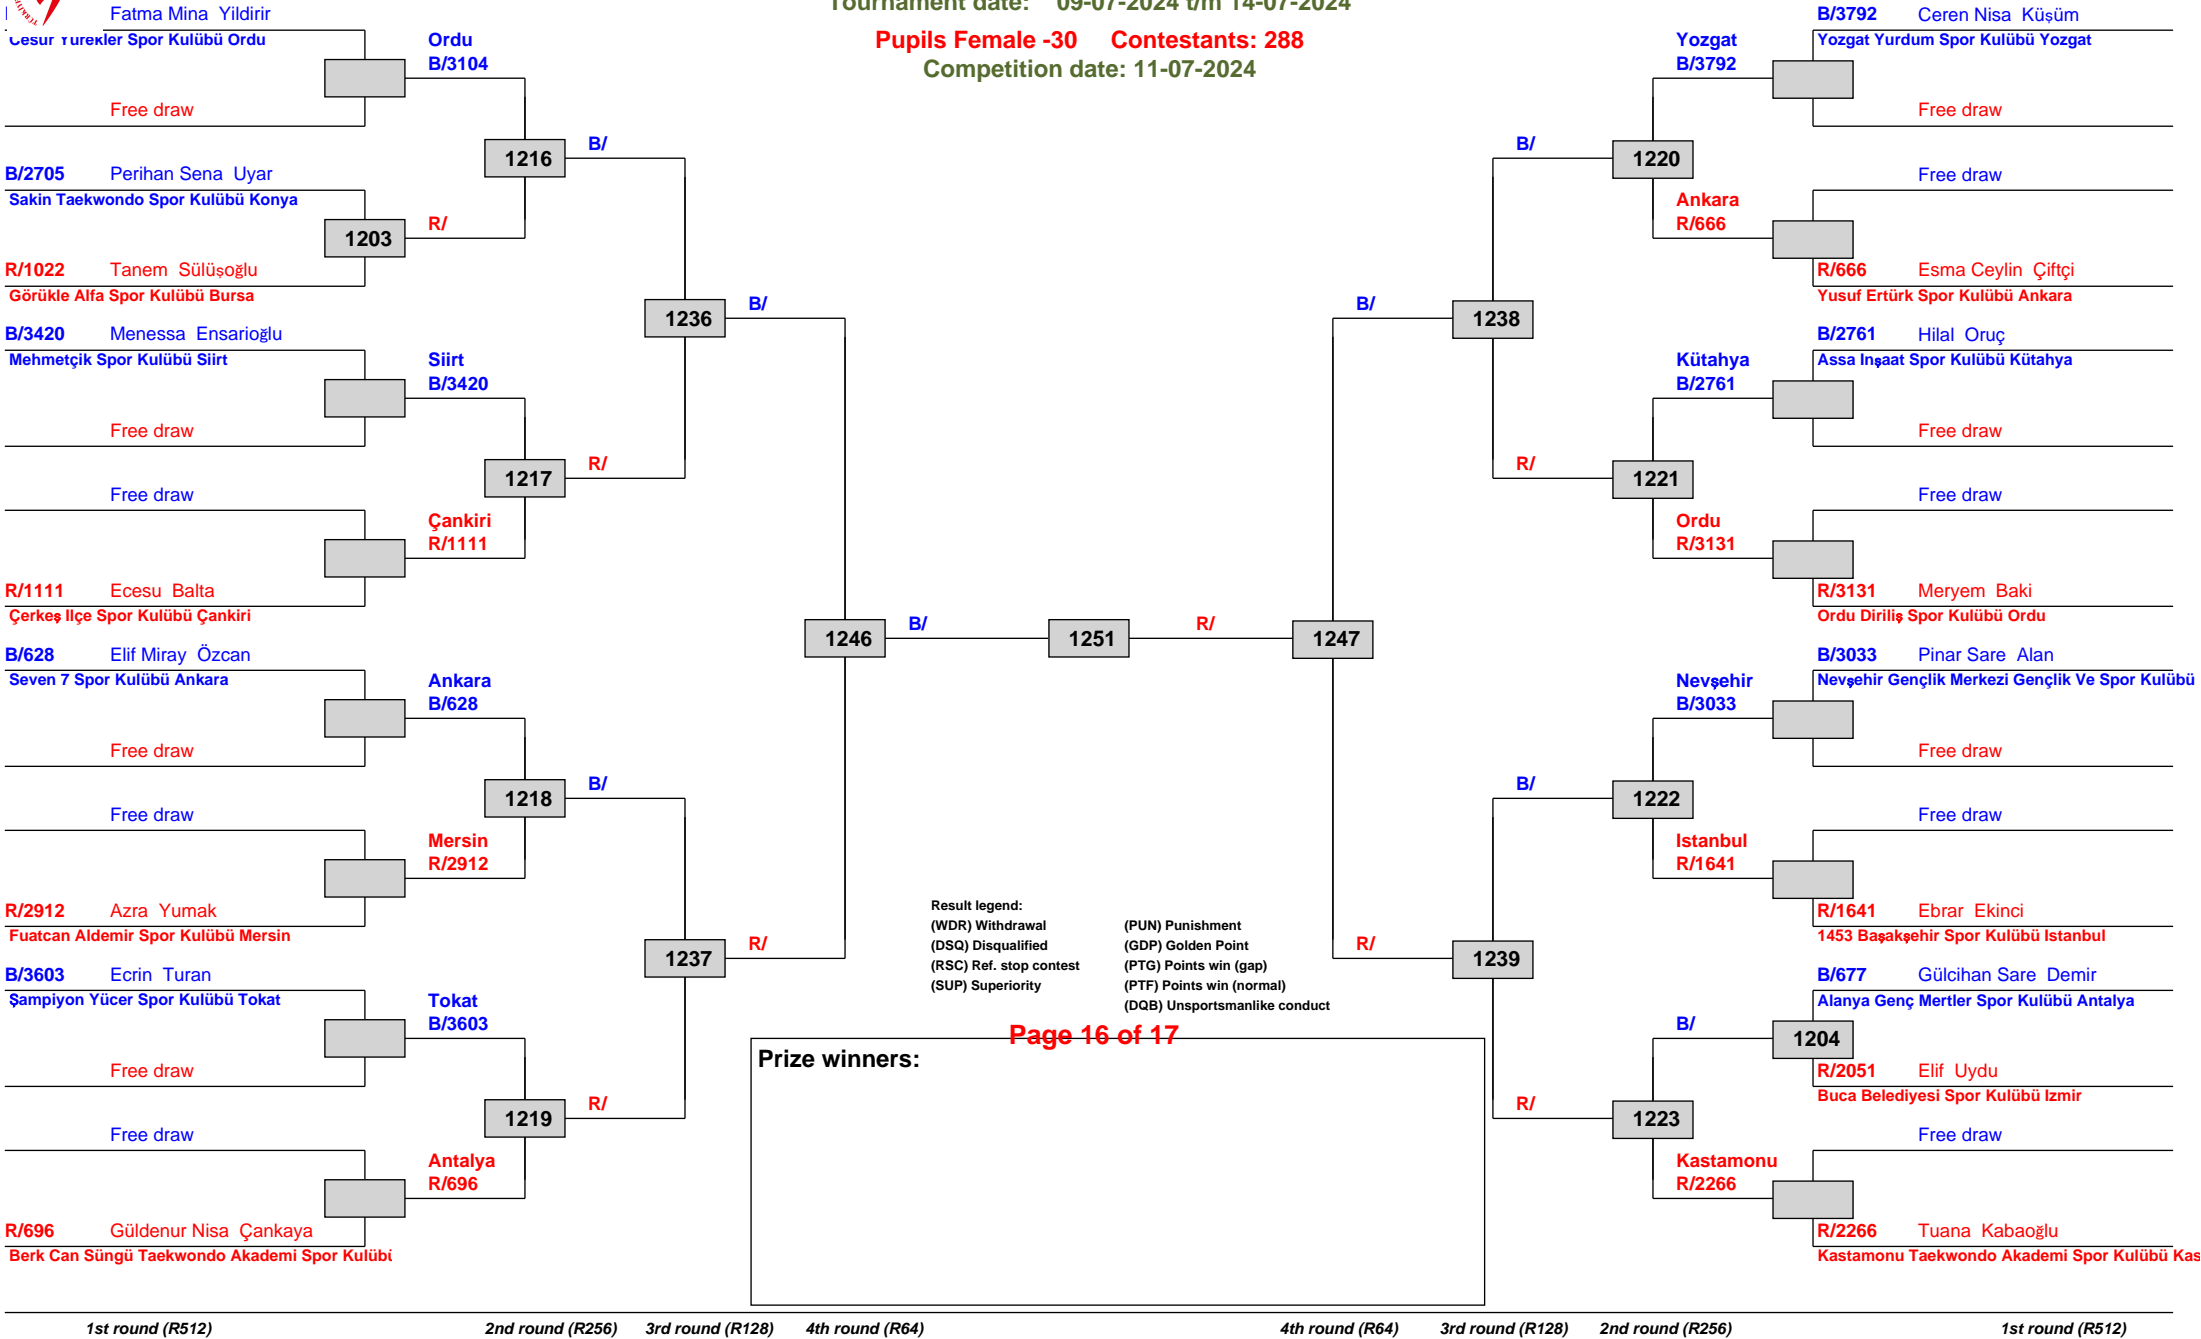 Tournament date: 09-07-2024 t/m 14-07-2024
Pupils Female -30 Contestants: 288
Competition date: 11-07-2024
Fatma Mina Yildirir
Cesur Yürekler Spor Kulübü Ordu
Ordu
B/3104
Free draw
1216
B/
B/2705 Perihan Sena Uyar
Sakin Taekwondo Spor Kulübü Konya
1203
R/
R/1022 Tanem Sülüşoğlu
Görükle Alfa Spor Kulübü Bursa
1236
B/
B/3420 Menessa Ensarioğlu
Mehmetçik Spor Kulübü Siirt
Siirt
B/3420
Free draw
1217
R/
Free draw
Çankiri
R/1111
R/1111 Ecesu Balta
Çerkeş Ilçe Spor Kulübü Çankiri
1246
B/
B/628 Elif Miray Özcan
Seven 7 Spor Kulübü Ankara
Ankara
B/628
Free draw
1218
B/
Free draw
Mersin
R/2912
R/2912 Azra Yumak
Fuatcan Aldemir Spor Kulübü Mersin
1237
R/
B/3603 Ecrin Turan
Şampiyon Yücer Spor Kulübü Tokat
Tokat
B/3603
Free draw
1219
R/
Free draw
Antalya
R/696
R/696 Güldenur Nisa Çankaya
Berk Can Süngü Taekwondo Akademi Spor Kulübü
1251
R/
B/3792 Ceren Nisa Küşüm
Yozgat Yurdum Spor Kulübü Yozgat
Yozgat
B/3792
Free draw
B/
1220
Free draw
Ankara
R/666
R/666 Esma Ceylin Çiftçi
Yusuf Ertürk Spor Kulübü Ankara
B/
1238
B/2761 Hilal Oruç
Assa Inşaat Spor Kulübü Kütahya
Kütahya
B/2761
Free draw
R/
1221
Free draw
Ordu
R/3131
R/3131 Meryem Baki
Ordu Diriliş Spor Kulübü Ordu
1247
B/3033 Pinar Sare Alan
Nevşehir Gençlik Merkezi Gençlik Ve Spor Kulübü
Nevşehir
B/3033
Free draw
B/
1222
Free draw
Istanbul
R/1641
R/1641 Ebrar Ekinci
1453 Başakşehir Spor Kulübü Istanbul
R/
1239
B/677 Gülcihan Sare Demir
Alanya Genç Mertler Spor Kulübü Antalya
B/
1204
R/2051 Elif Uydu
Buca Belediyesi Spor Kulübü Izmir
R/
1223
Free draw
Kastamonu
R/2266
R/2266 Tuana Kabaoğlu
Kastamonu Taekwondo Akademi Spor Kulübü Kas
Result legend:
(WDR) Withdrawal (PUN) Punishment
(DSQ) Disqualified (GDP) Golden Point
(RSC) Ref. stop contest (PTG) Points win (gap)
(SUP) Superiority (PTF) Points win (normal)
(DQB) Unsportsmanlike conduct
Page 16 of 17
Prize winners:
1st round (R512) 2nd round (R256) 3rd round (R128) 4th round (R64) 4th round (R64) 3rd round (R128) 2nd round (R256) 1st round (R512)